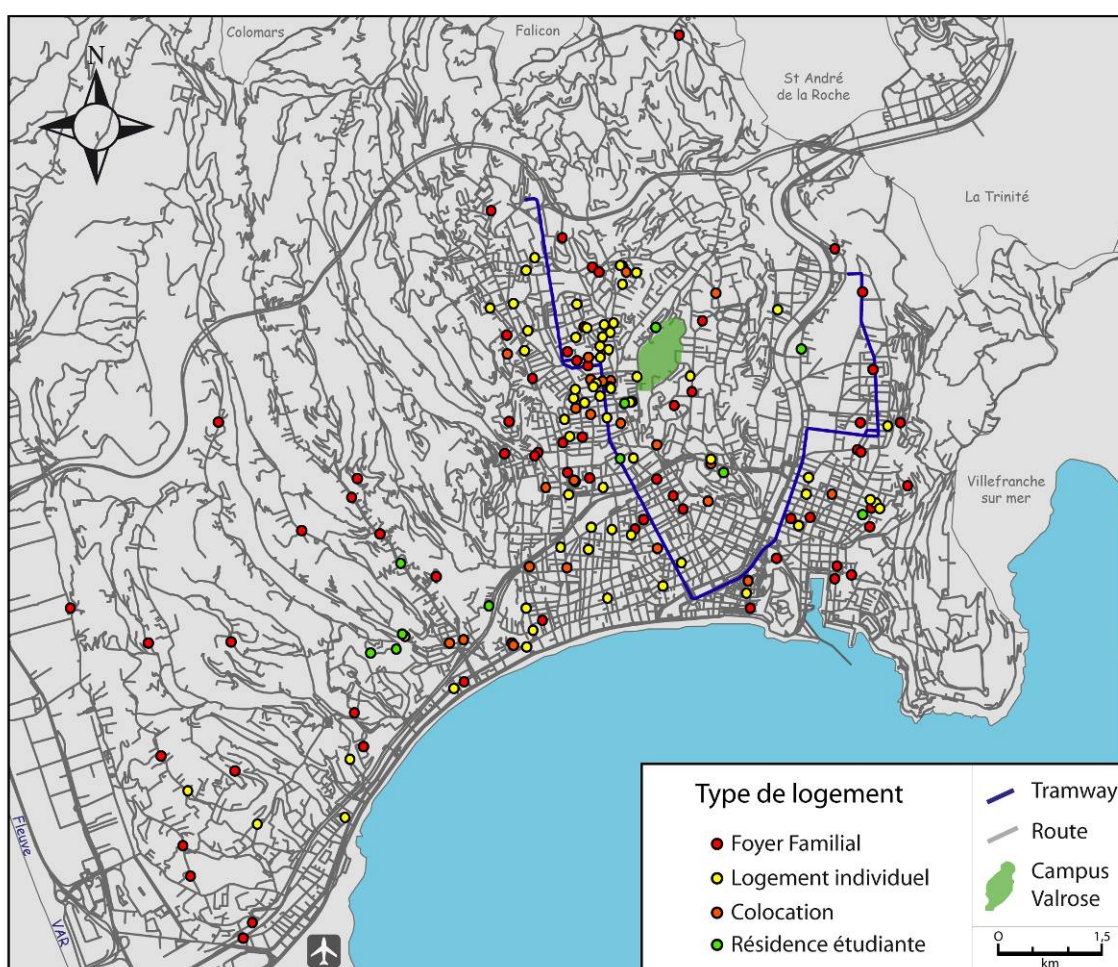 Colomars
Falicon
N
St André
de la Roche
La Trinité
Villefranche
sur mer
Fleuve
VAR
Type de logement
Foyer Familial
Logement individuel
Colocation
Résidence étudiante
Tramway
Route
Campus
Valrose
0 1,5
km